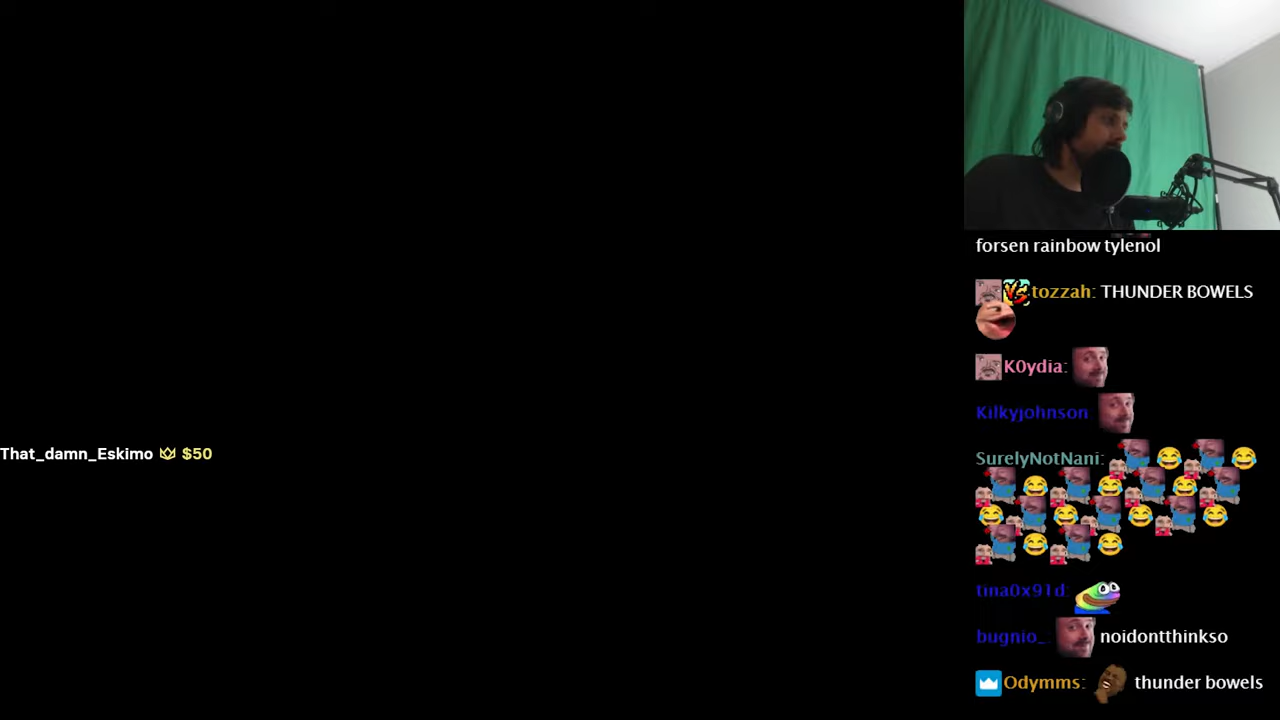 forsen rainbow tylenol
tozzah: THUNDER BOWELS
K0ydia:
Kilkyjohnson
That_damn_Eskimo $50
SurelyNotNani:
tina0x91d:
bugnio_: noidontthinkso
Odymms: thunder bowels